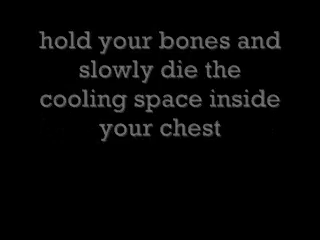 hold your bones and
slowly die the
cooling space inside
your chest